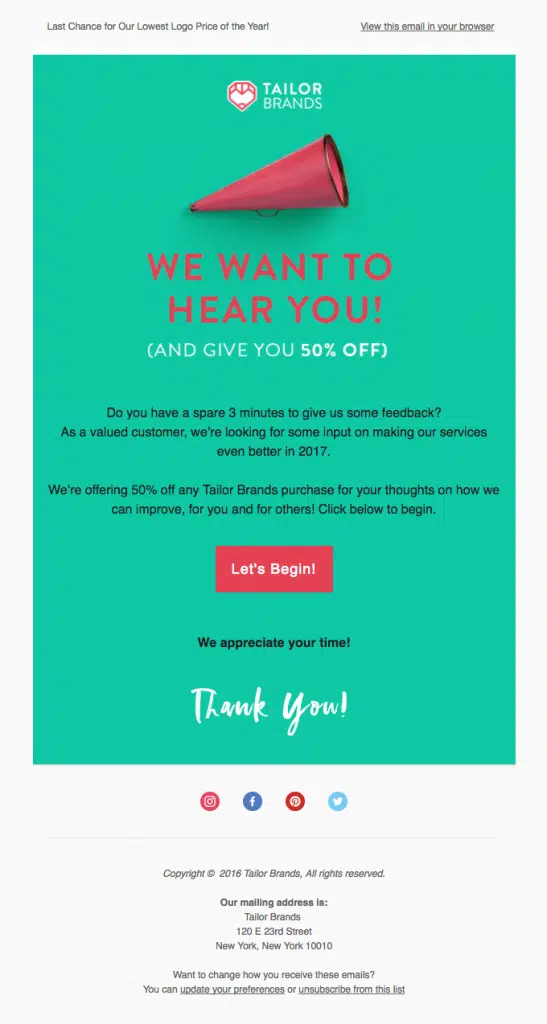 Last Chance for Our Lowest Logo Price of the Year!
View this email in your browser
TAILOR
BRANDS
WE WANT TO
HEAR YOU!
(AND GIVE YOU 50% OFF)
Do you have a spare 3 minutes to give us some feedback?
As a valued customer, we're looking for some input on making our services
even better in 2017.
We're offering 50% off any Tailor Brands purchase for your thoughts on how we
can improve, for you and for others! Click below to begin.
Let's Begin!
We appreciate your time!
Thank You!
Copyright © 2016 Tailor Brands, All rights reserved.
Our mailing address is:
Tailor Brands
120 E 23rd Street
New York, New York 10010
Want to change how you receive these emails?
You can update your preferences or unsubscribe from this list